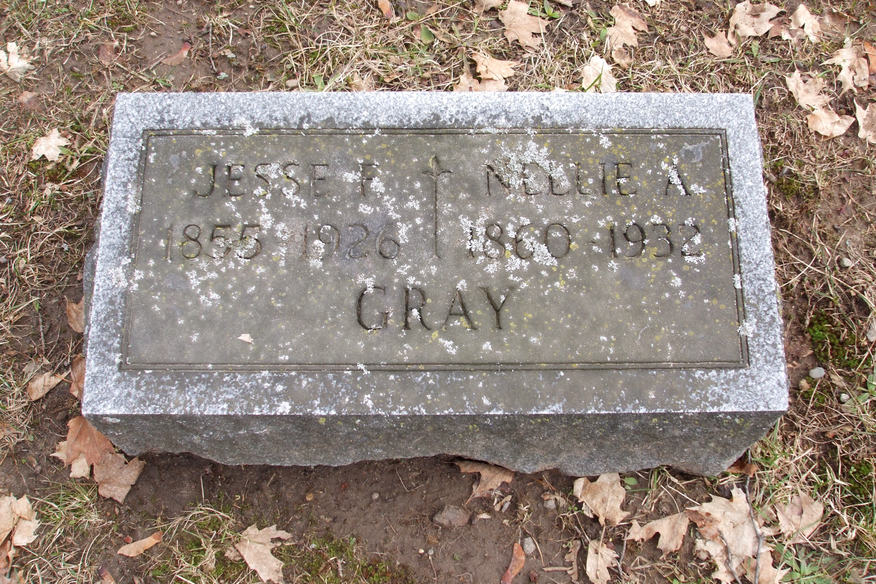 JESSE F. NELLIE A.
1855 - 1926 1860 - 1932
GRAY